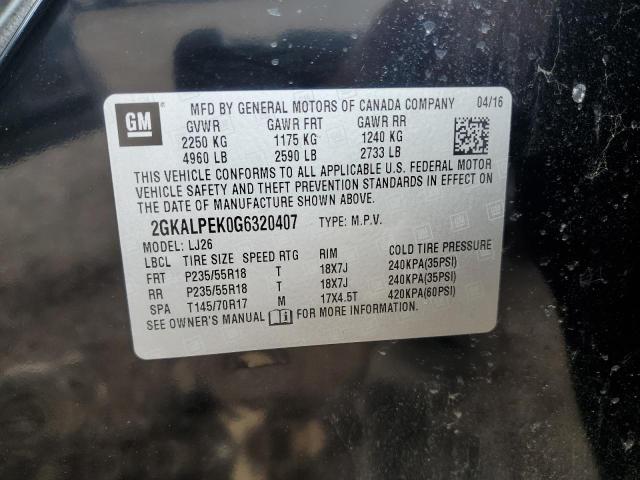 GM
MFD BY GENERAL MOTORS OF CANADA COMPANY 04/16
GVWR GAWR FRT GAWR RR
2250 KG 1175 KG 1240 KG
4960 LB 2590 LB 2733 LB
THIS VEHICLE CONFORMS TO ALL APPLICABLE U.S. FEDERAL MOTOR
VEHICLE SAFETY AND THEFT PREVENTION STANDARDS IN EFFECT ON
THE DATE OF MANUFACTURE SHOWN ABOVE.
2GKALPEK0G6320407 TYPE: M.P.V.
MODEL: LJ26
LBCL TIRE SIZE SPEED RTG RIM COLD TIRE PRESSURE
FRT P235/55R18 T 18X7J 240KPA(35PSI)
RR P235/55R18 T 18X7J 240KPA(35PSI)
SPA T145/70R17 M 17X4.5T 420KPA(60PSI)
SEE OWNER'S MANUAL FOR MORE INFORMATION.